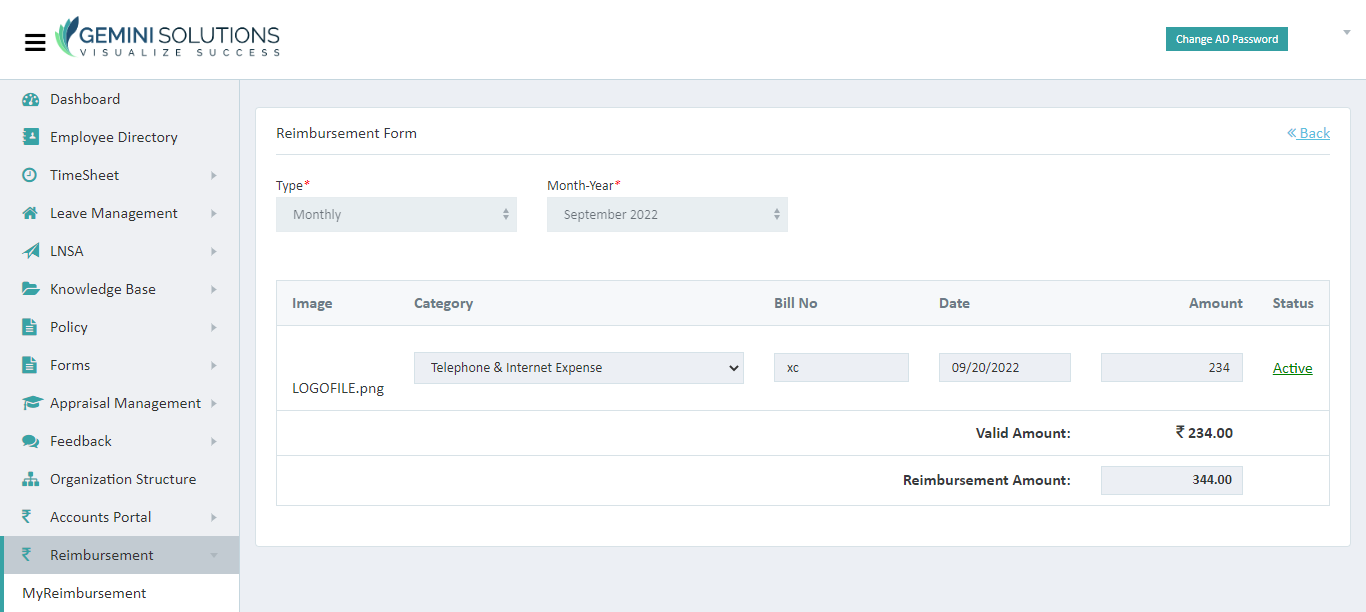 GEMINI SOLUTIONS
VISUALIZE SUCCESS
Change AD Password
Dashboard
Employee Directory
TimeSheet
Leave Management
LNSA
Knowledge Base
Policy
Forms
Appraisal Management
Feedback
Organization Structure
₹ Accounts Portal
₹ Reimbursement
MyReimbursement
Reimbursement Form
« Back
Type* Month-Year*
Monthly September 2022
Image Category Bill No Date Amount Status
Telephone & Internet Expense xc 09/20/2022 234 Active
LOGOFILE.png
Valid Amount: ₹ 234.00
Reimbursement Amount: 344.00